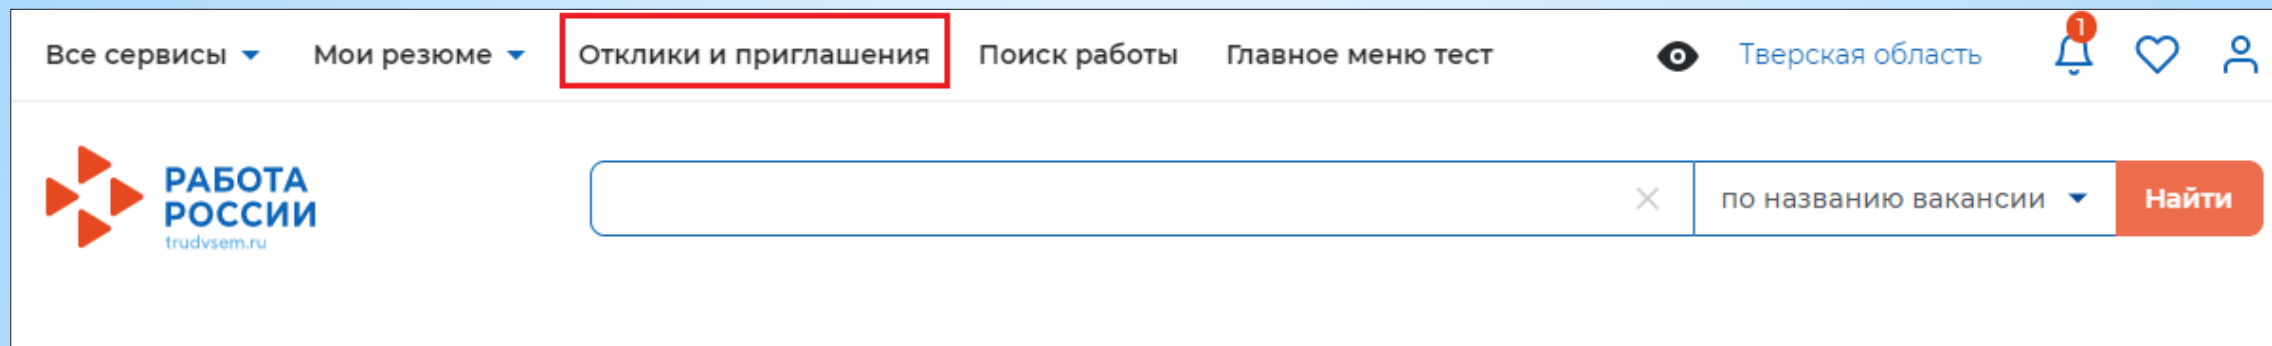 Все сервисы Мои резюме Отклики и приглашения Поиск работы Главное меню тест Тверская область 1
РАБОТА
РОССИИ
trudvsem.ru
по названию вакансии Найти